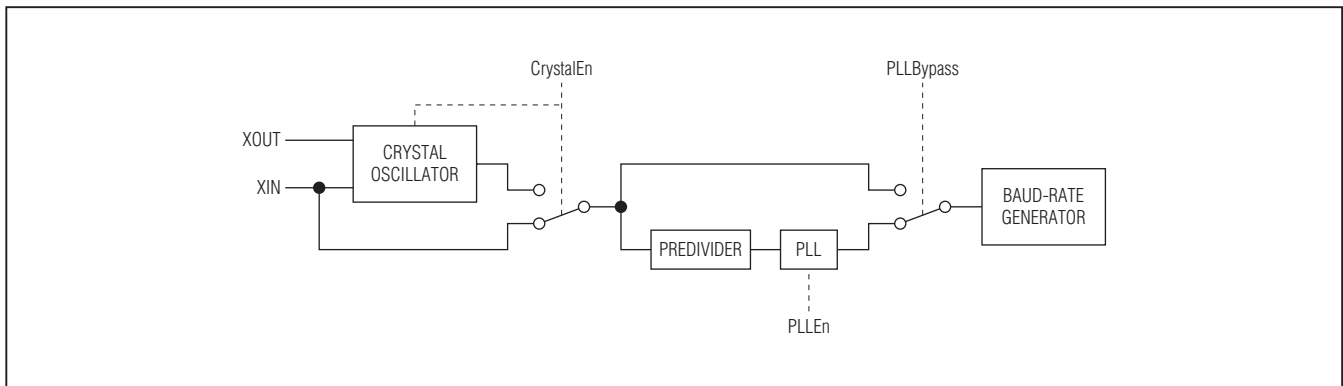 CrystalEn
PLLBypass
XOUT
XIN
CRYSTAL
OSCILLATOR
BAUD-RATE
GENERATOR
PREDIVIDER
PLL
PLLEn